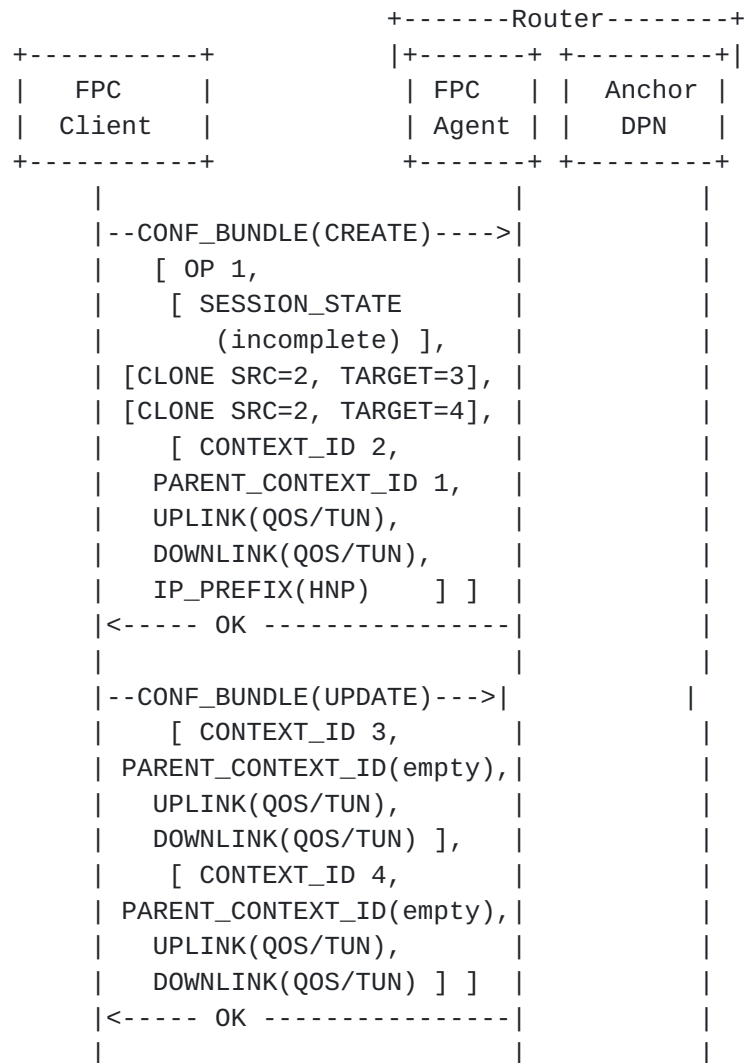 +-------Router--------+
+-----------+           |+-------+ +---------+|
|   FPC     |           | FPC   | |  Anchor |
|  Client   |           | Agent | |   DPN   |
+-----------+           +-------+ +---------+
     |                        |          |
     |--CONF_BUNDLE(CREATE)---->|          |
     |   [ OP 1,              |          |
     |    [ SESSION_STATE     |          |
     |       (incomplete) ],  |          |
     | [CLONE SRC=2, TARGET=3], |          |
     | [CLONE SRC=2, TARGET=4], |          |
     |    [ CONTEXT_ID 2,     |          |
     |   PARENT_CONTEXT_ID 1, |          |
     |   UPLINK(QOS/TUN),     |          |
     |   DOWNLINK(QOS/TUN),   |          |
     |   IP_PREFIX(HNP)    ] ] |          |
     |<----- OK ----------------|          |
     |                        |          |
     |--CONF_BUNDLE(UPDATE)--->|         |
     |    [ CONTEXT_ID 3,     |          |
     | PARENT_CONTEXT_ID(empty),|          |
     |   UPLINK(QOS/TUN),     |          |
     |   DOWNLINK(QOS/TUN) ], |          |
     |    [ CONTEXT_ID 4,     |          |
     | PARENT_CONTEXT_ID(empty),|          |
     |   UPLINK(QOS/TUN),     |          |
     |   DOWNLINK(QOS/TUN) ] ] |          |
     |<----- OK ----------------|          |
     |                        |          |